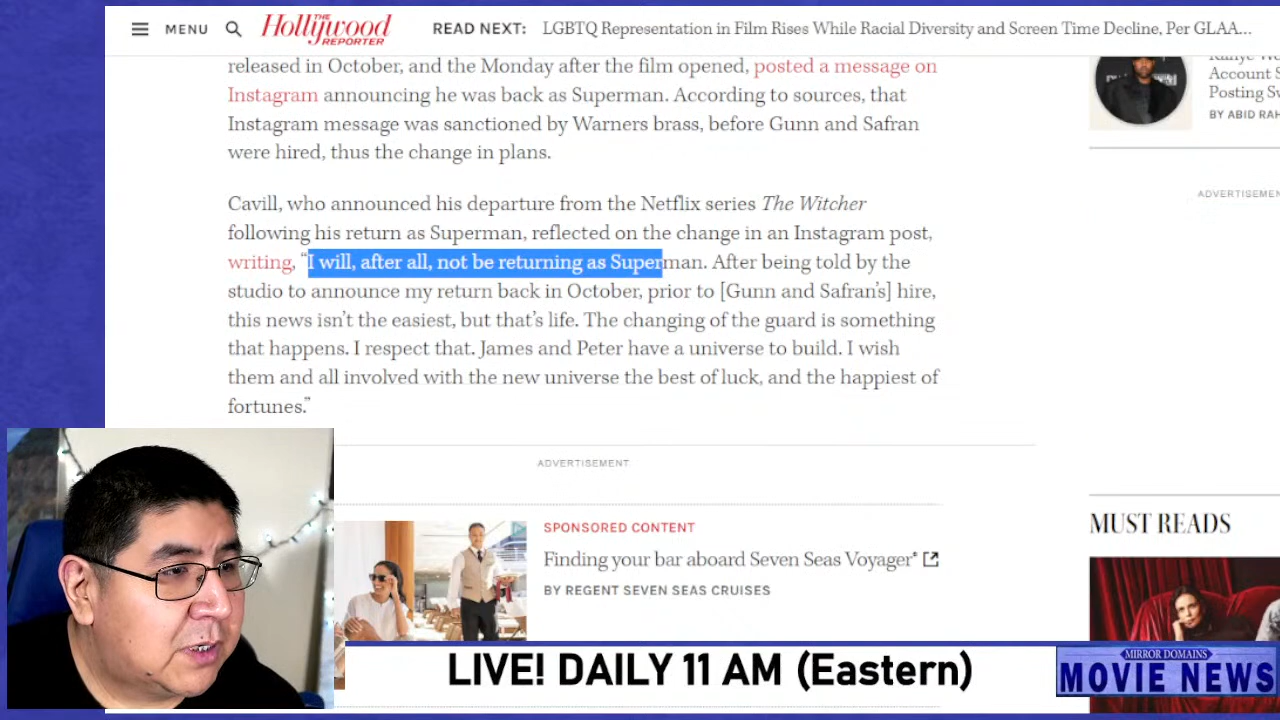 MENU
THE
Hollywood
REPORTER
READ NEXT: LGBTQ Representation in Film Rises While Racial Diversity and Screen Time Decline, Per GLAA...
released in October, and the Monday after the film opened, posted a message on
Instagram announcing he was back as Superman. According to sources, that
Instagram message was sanctioned by Warners brass, before Gunn and Safran
were hired, thus the change in plans.
Account S
Posting Sw
BY ABID RAH
ADVERTISEMEN
Cavill, who announced his departure from the Netflix series The Witcher
following his return as Superman, reflected on the change in an Instagram post,
writing, “I will, after all, not be returning as Superman. After being told by the
studio to announce my return back in October, prior to [Gunn and Safran’s] hire,
this news isn’t the easiest, but that’s life. The changing of the guard is something
that happens. I respect that. James and Peter have a universe to build. I wish
them and all involved with the new universe the best of luck, and the happiest of
fortunes.”
ADVERTISEMENT
SPONSORED CONTENT
Finding your bar aboard Seven Seas Voyager®
BY REGENT SEVEN SEAS CRUISES
MUST READS
LIVE! DAILY 11 AM (Eastern)
MIRROR DOMAINS
MOVIE NEWS